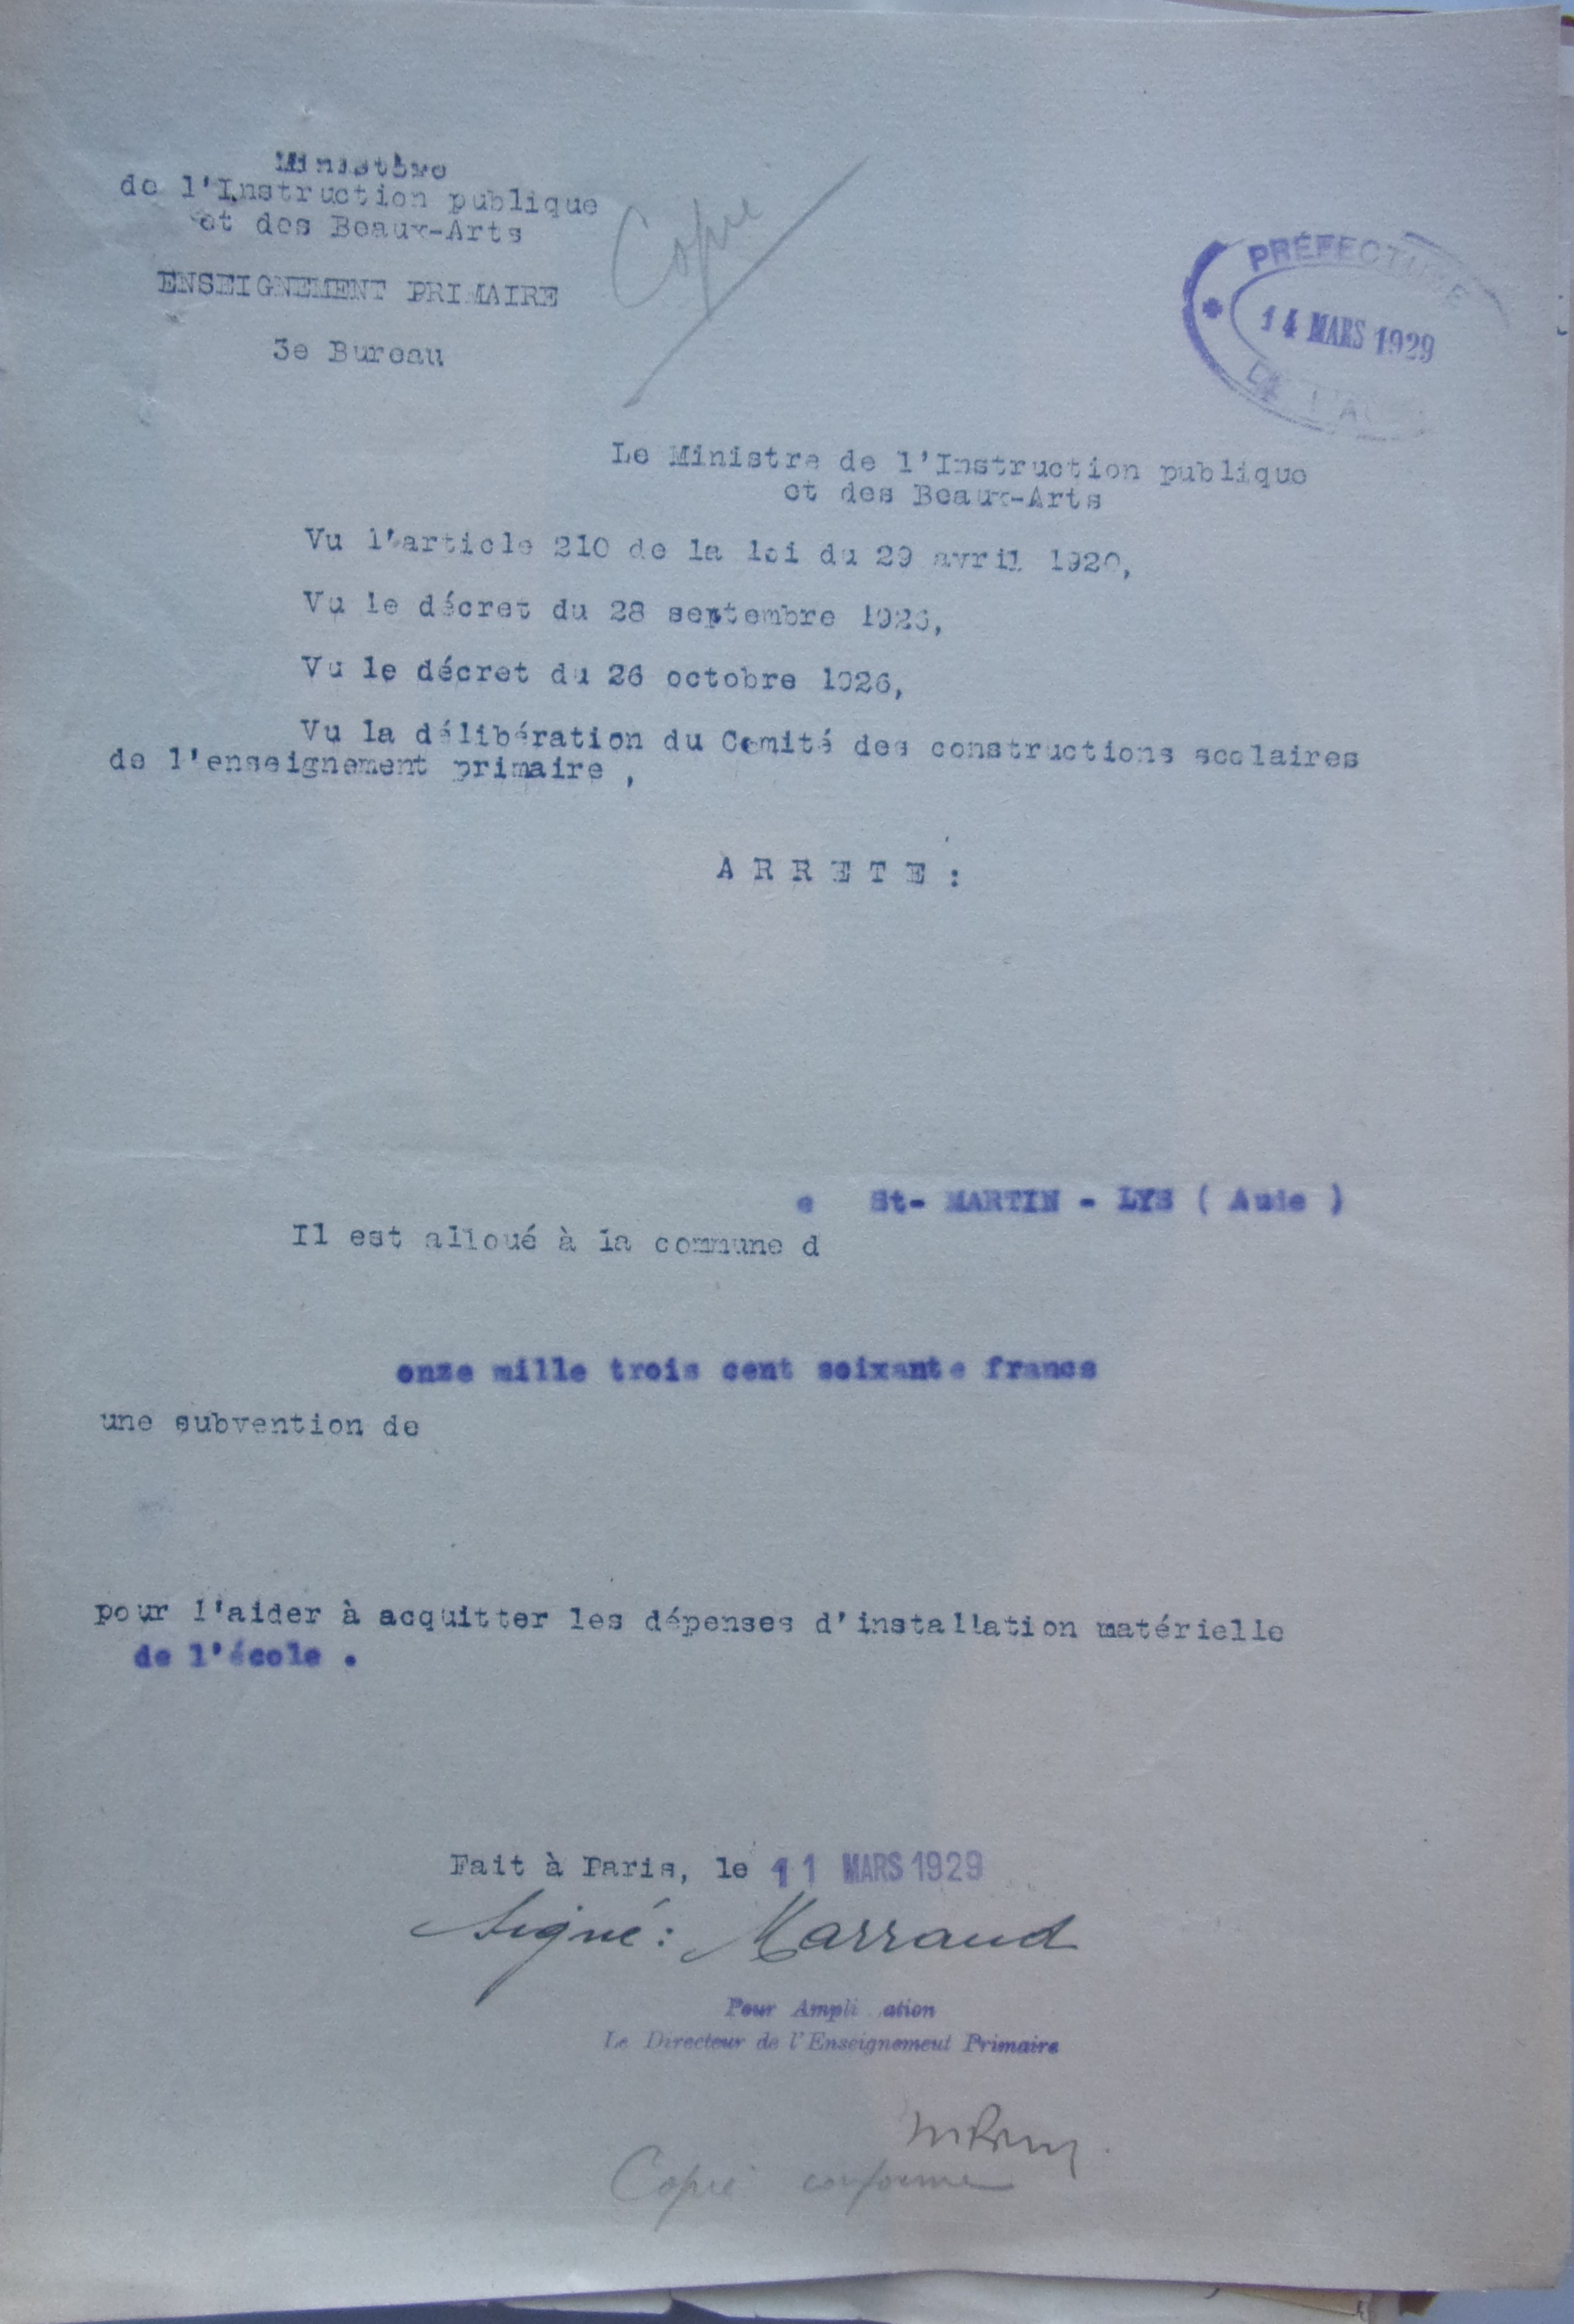 Ministère
de l'Instruction publique
et des Beaux-Arts
ENSEIGNEMENT PRIMAIRE
3e Bureau
Copie
PRÉFECTURE
14 MARS 1929
DE L'A
Le Ministre de l'Instruction publique
et des Beaux-Arts
Vu l'article 210 de la loi du 29 avril 1920,
Vu le décret du 28 septembre 1926,
Vu le décret du 26 octobre 1926,
Vu la délibération du Comité des constructions scolaires
de l'enseignement primaire,
ARRETE :
e St- MARTIN - LYS ( Aude )
Il est alloué à la commune d
onze mille trois cent soixante francs
une subvention de
pour l'aider à acquitter les dépenses d'installation matérielle
de l'école .
Fait à Paris, le 11 MARS 1929
Signé : Marraud
Pour Ampli ation
Le Directeur de l'Enseignement Primaire
Copie conforme